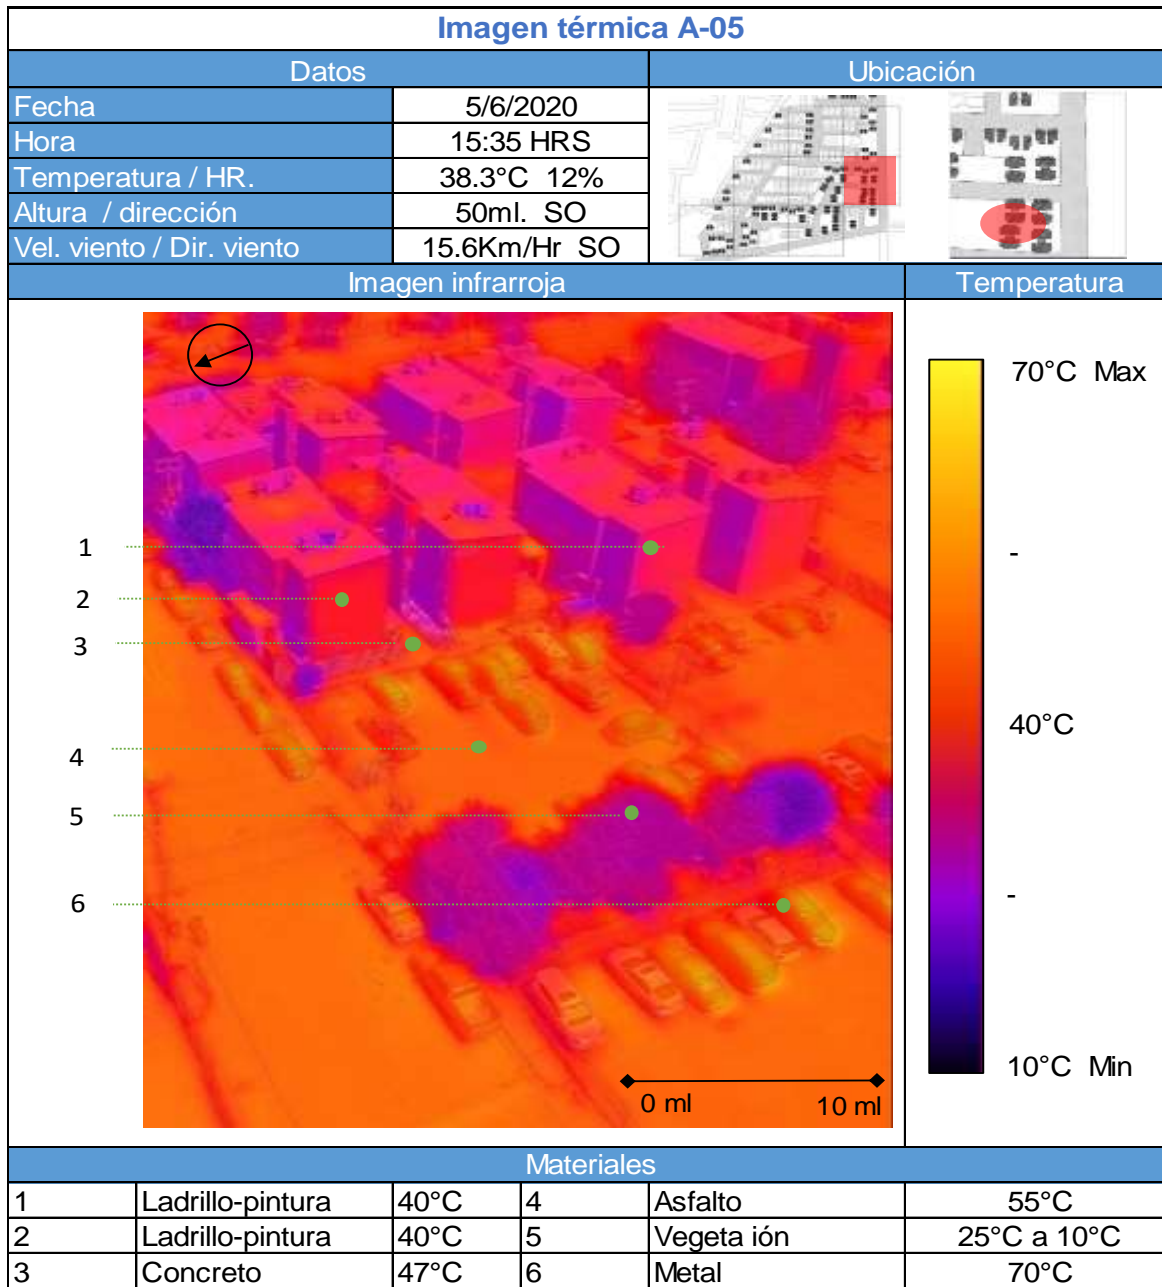 Imagen térmica A-05
Datos Ubicación
Fecha 5/6/2020
Hora 15:35 HRS
Temperatura / HR. 38.3°C 12%
Altura / dirección 50ml. SO
Vel. viento / Dir. viento 15.6Km/Hr SO
Imagen infrarroja Temperatura
70°C Max
1
-
2
3
40°C
4
5
6
-
10°C Min
0 ml 10 ml
Materiales
1 Ladrillo-pintura 40°C 4 Asfalto 55°C
2 Ladrillo-pintura 40°C 5 Vegeta ión 25°C a 10°C
3 Concreto 47°C 6 Metal 70°C